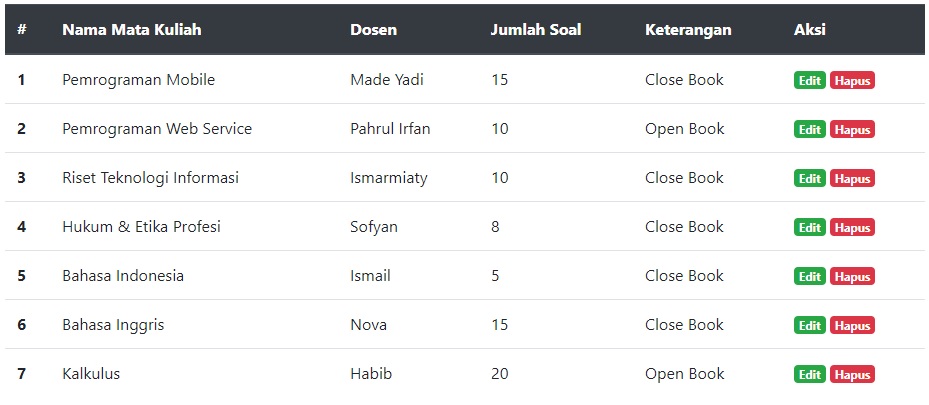 # Nama Mata Kuliah Dosen Jumlah Soal Keterangan Aksi
1 Pemrograman Mobile Made Yadi 15 Close Book Edit Hapus
2 Pemrograman Web Service Pahrul Irfan 10 Open Book Edit Hapus
3 Riset Teknologi Informasi Ismarmiaty 10 Close Book Edit Hapus
4 Hukum & Etika Profesi Sofyan 8 Close Book Edit Hapus
5 Bahasa Indonesia Ismail 5 Close Book Edit Hapus
6 Bahasa Inggris Nova 15 Close Book Edit Hapus
7 Kalkulus Habib 20 Open Book Edit Hapus